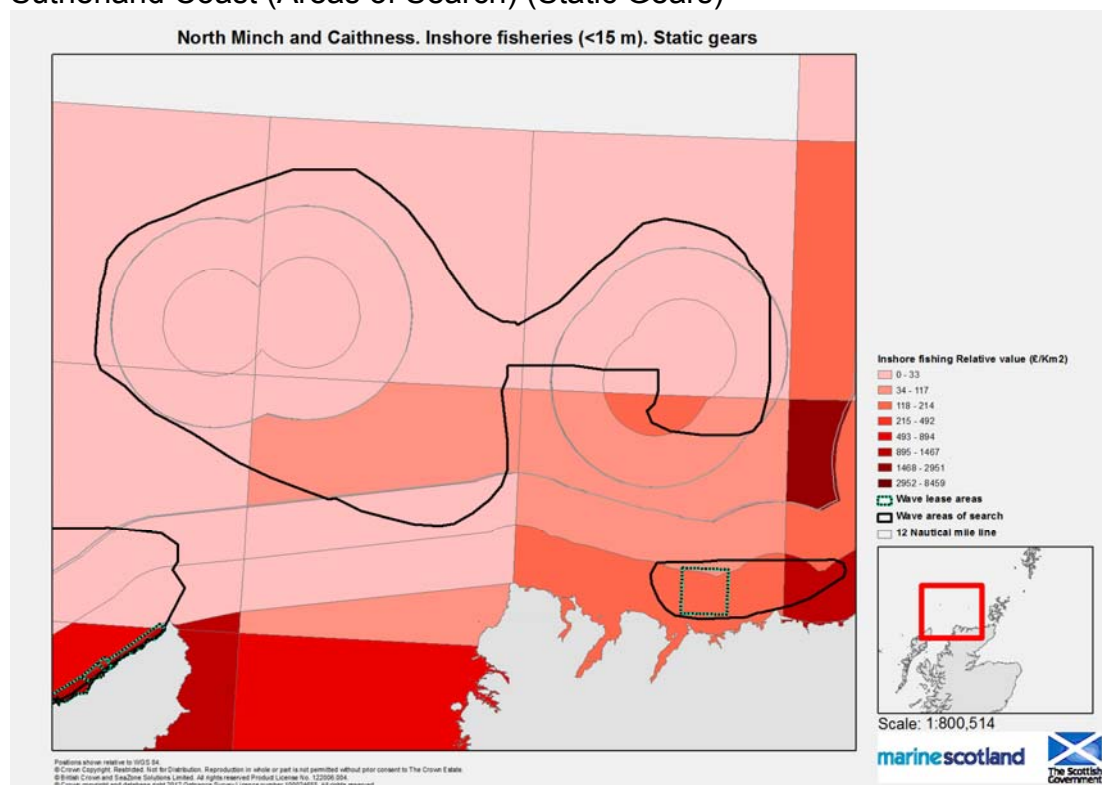 Sutherland Coast (Areas of Search) (Static Gears)
North Minch and Caithness. Inshore fisheries (<15 m). Static gears
Inshore fishing Relative value (€/Km2)
0 - 33
34 - 117
118 - 214
215 - 492
493 - 894
895 - 1467
1468 - 2951
2952 - 8459
Wave lease areas
Wave areas of search
12 Nautical mile line
Scale: 1:800,514
marinescotland
The Scottish
Government
Positions shown relative to WGS 84.
© Crown Copyright. Restricted. Not for Distribution. Reproduction in whole or part is not permitted without prior consent to The Crown Estate.
© British Crown and SeaZone Solutions Limited. All rights reserved Product License No. 122006.004.